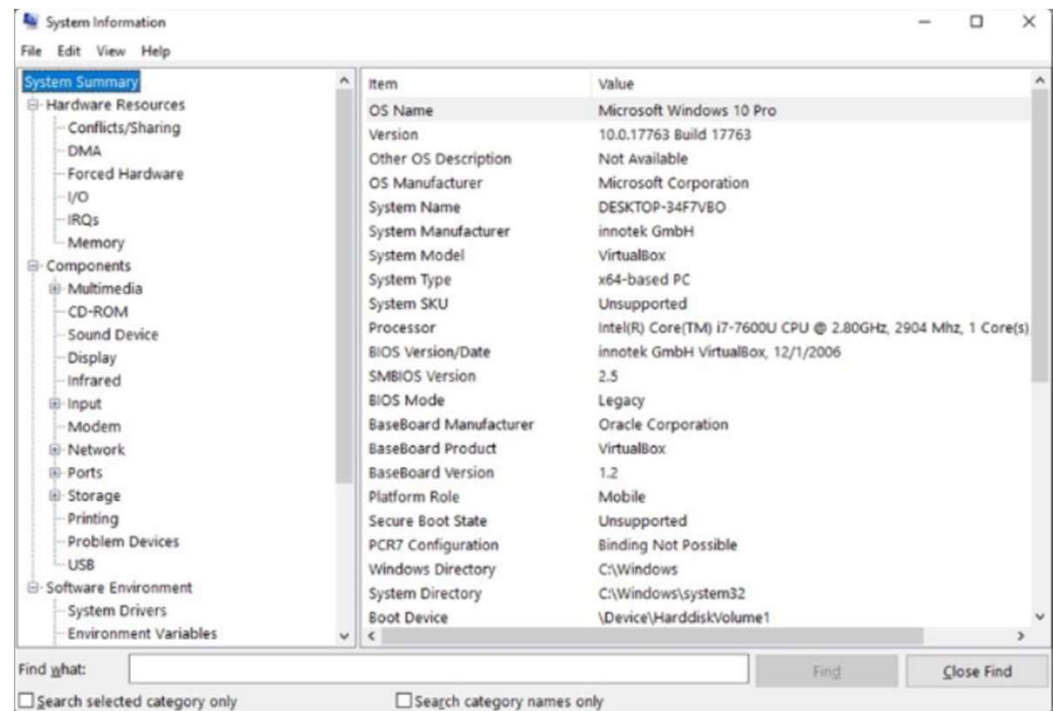 System Information
File Edit View Help
System Summary
Hardware Resources
Conflicts/Sharing
DMA
Forced Hardware
I/O
IRQs
Memory
Components
Multimedia
CD-ROM
Sound Device
Display
Infrared
Input
Modem
Network
Ports
Storage
Printing
Problem Devices
USB
Software Environment
System Drivers
Environment Variables
Item Value
OS Name Microsoft Windows 10 Pro
Version 10.0.17763 Build 17763
Other OS Description Not Available
OS Manufacturer Microsoft Corporation
System Name DESKTOP-34F7VBO
System Manufacturer innotek GmbH
System Model VirtualBox
System Type x64-based PC
System SKU Unsupported
Processor Intel(R) Core(TM) i7-7600U CPU @ 2.80GHz, 2904 Mhz, 1 Core(s)
BIOS Version/Date innotek GmbH VirtualBox, 12/1/2006
SMBIOS Version 2.5
BIOS Mode Legacy
BaseBoard Manufacturer Oracle Corporation
BaseBoard Product VirtualBox
BaseBoard Version 1.2
Platform Role Mobile
Secure Boot State Unsupported
PCR7 Configuration Binding Not Possible
Windows Directory C:\Windows
System Directory C:\Windows\system32
Boot Device \Device\HarddiskVolume1
Find what: Find Close Find
Search selected category only Search category names only